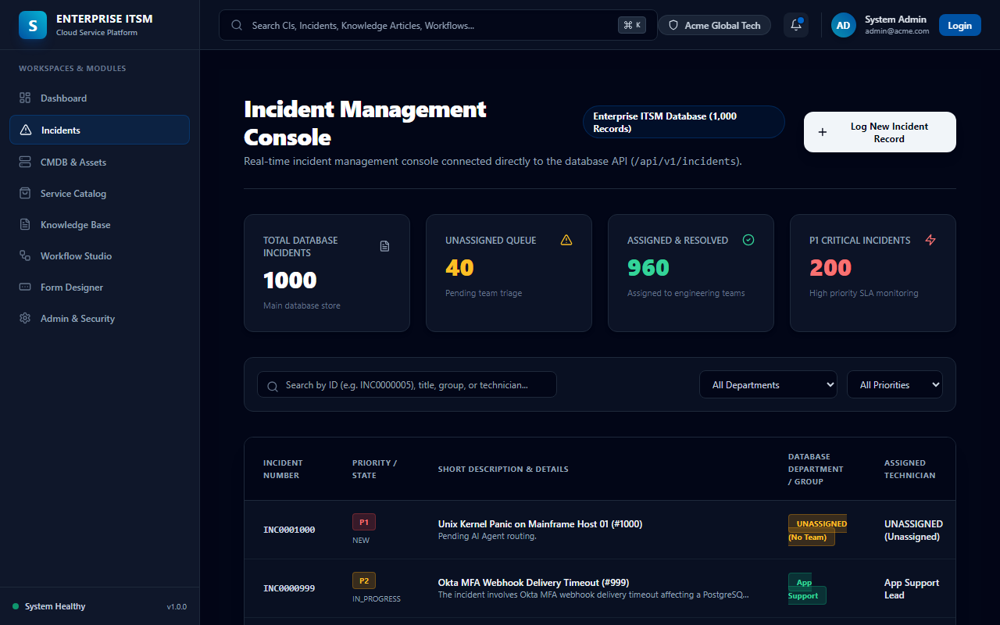 S
ENTERPRISE ITSM
Cloud Service Platform
Search CIs, Incidents, Knowledge Articles, Workflows...
⌘ K
Acme Global Tech
AD
System Admin
admin@acme.com
Login
WORKSPACES & MODULES
Dashboard
Incidents
CMDB & Assets
Service Catalog
Knowledge Base
Workflow Studio
Form Designer
Admin & Security
System Healthy
v1.0.0
Incident Management
Console
Enterprise ITSM Database (1,000
Records)
Log New Incident
Record
Real-time incident management console connected directly to the database API (/api/v1/incidents).
TOTAL DATABASE
INCIDENTS
1000
Main database store
UNASSIGNED QUEUE
40
Pending team triage
ASSIGNED & RESOLVED
960
Assigned to engineering teams
P1 CRITICAL INCIDENTS
200
High priority SLA monitoring
Search by ID (e.g. INC0000005), title, group, or technician...
All Departments
All Priorities
INCIDENT
NUMBER
PRIORITY /
STATE
SHORT DESCRIPTION & DETAILS
DATABASE
DEPARTMENT
/ GROUP
ASSIGNED
TECHNICIAN
INC0001000
P1
NEW
Unix Kernel Panic on Mainframe Host 01 (#1000)
Pending AI Agent routing.
UNASSIGNED
(No Team)
UNASSIGNED
(Unassigned)
INC0000999
P2
IN_PROGRESS
Okta MFA Webhook Delivery Timeout (#999)
The incident involves Okta MFA webhook delivery timeout affecting a PostgreSQ...
App
Support
App Support
Lead